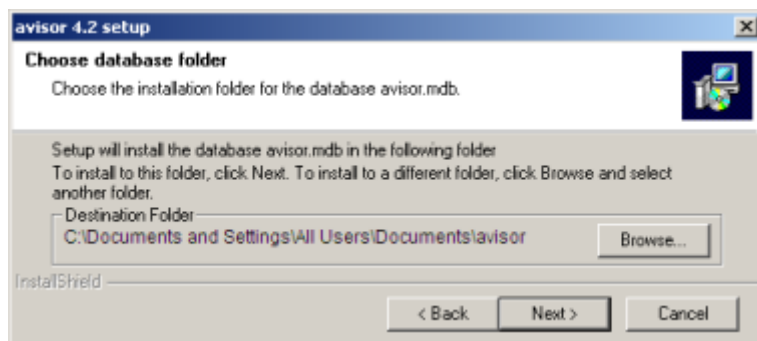 avisor 4.2 setup
Choose database folder
Choose the installation folder for the database avisor.mdb.
Setup will install the database avisor.mdb in the following folder
To install to this folder, click Next. To install to a different folder, click Browse and select
another folder.
Destination Folder
C:\Documents and Settings\All Users\Documents\avisor
Browse...
InstallShield
< Back
Next >
Cancel